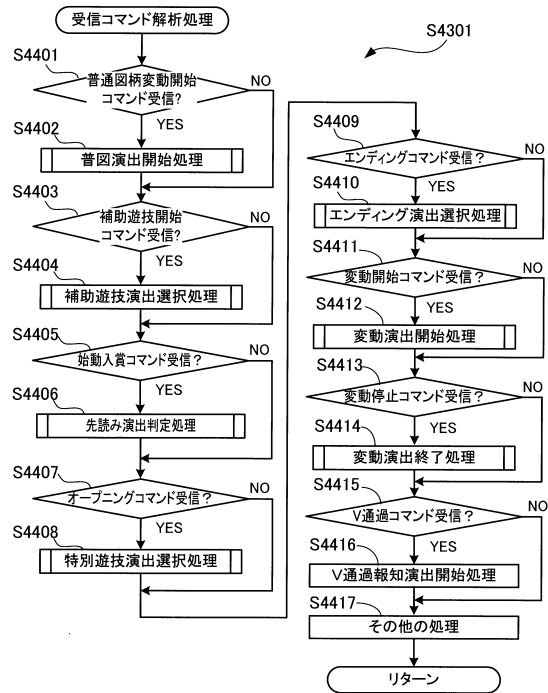 受信コマンド解析処理
S4301
S4401
普通図柄変動開始
コマンド受信?
NO
YES
S4402
普図演出開始処理
S4403
補助遊技開始
コマンド受信?
NO
YES
S4404
補助遊技演出選択処理
S4405
始動入賞コマンド受信?
NO
YES
S4406
先読み演出判定処理
S4407
オープニングコマンド受信?
NO
YES
S4408
特別遊技演出選択処理
S4409
エンディングコマンド受信?
NO
YES
S4410
エンディング演出選択処理
S4411
変動開始コマンド受信?
NO
YES
S4412
変動演出開始処理
S4413
変動停止コマンド受信?
NO
YES
S4414
変動演出終了処理
S4415
V通過コマンド受信?
NO
YES
S4416
V通過報知演出開始処理
S4417
その他の処理
リターン